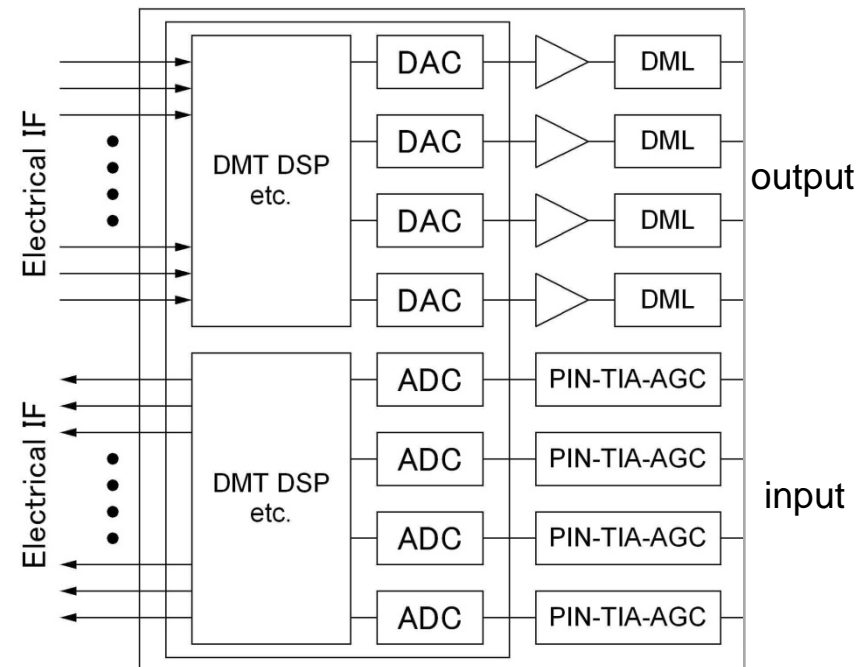 Electrical IF
DMT DSP
etc.
DAC
DML
DAC
DML
DAC
DML
DAC
DML
output
Electrical IF
DMT DSP
etc.
ADC
PIN-TIA-AGC
ADC
PIN-TIA-AGC
ADC
PIN-TIA-AGC
ADC
PIN-TIA-AGC
input